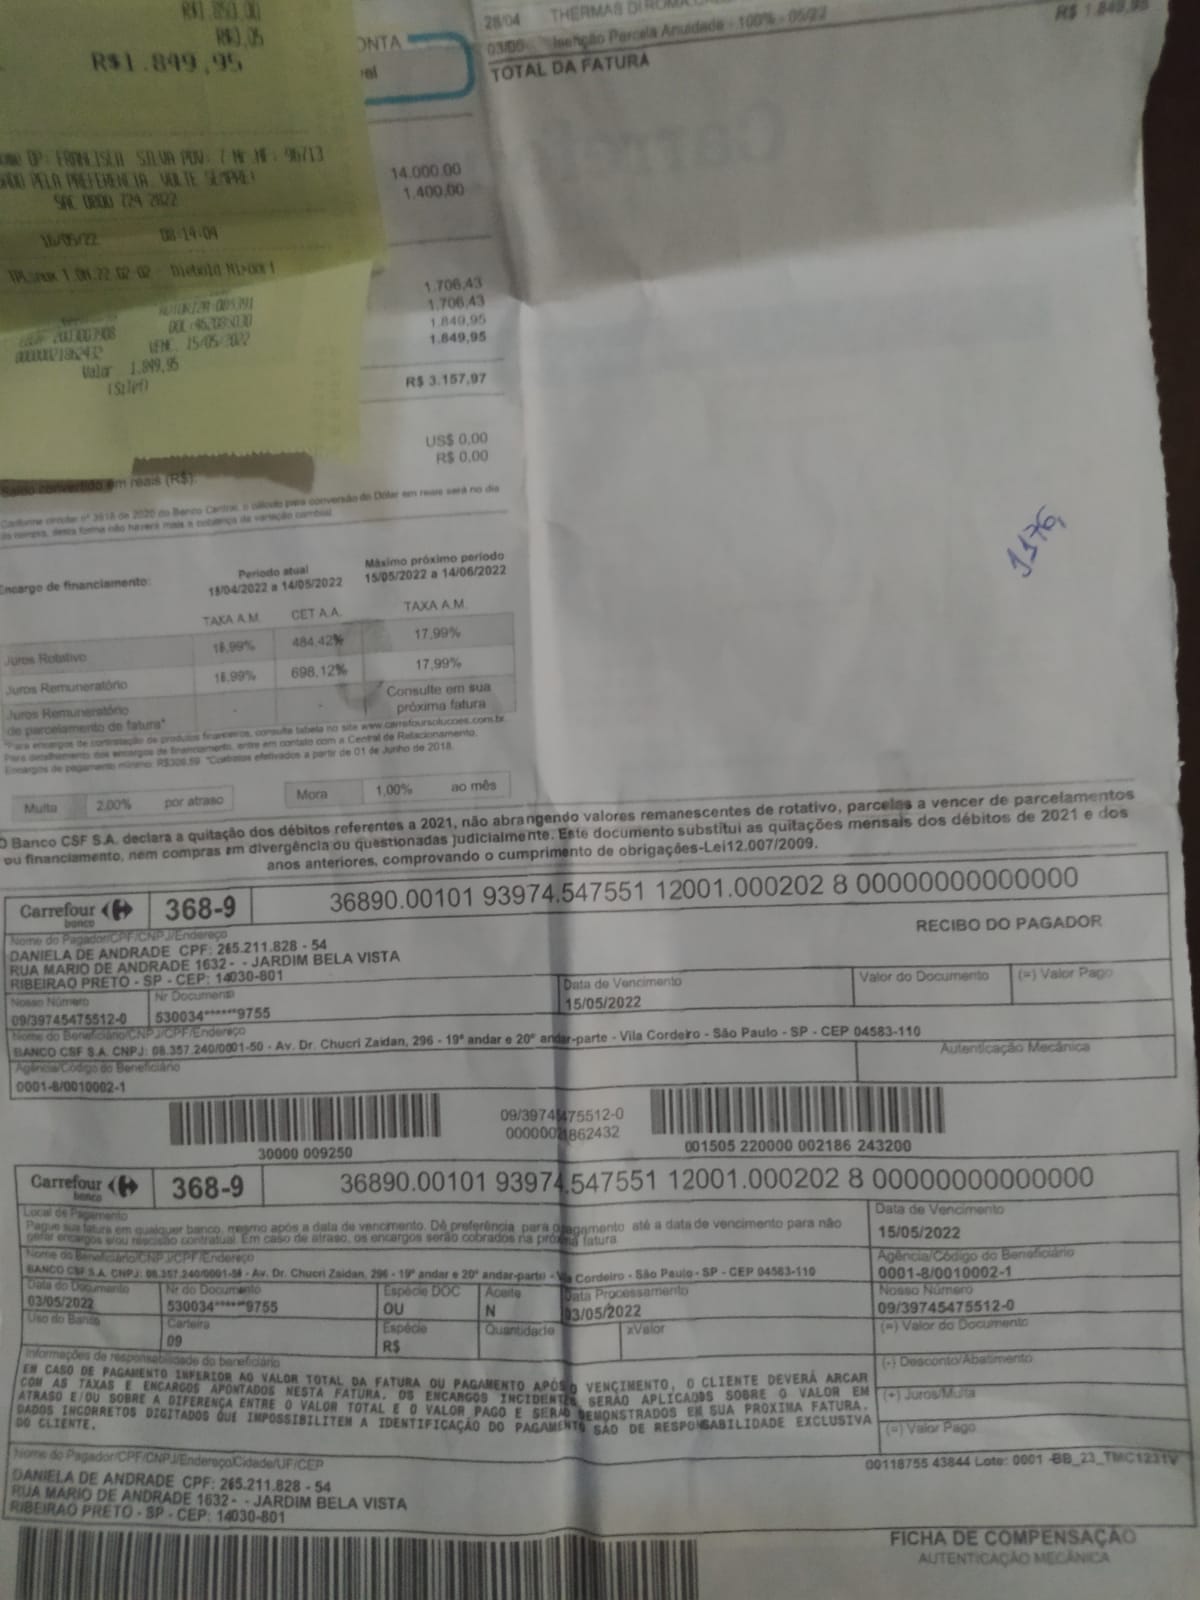 R$1.850,00
R$0,05
R$1.849,95
OP: FRANCISCA SILVA PDV: 7 Nr.MF: 96713
PELA PREFERENCIA. VOLTE SEMPRE!
SAC 0800 724 2822
16/05/22 08:14:04
VENC. 15/05/2022
00000021862432
Valor 1.849,95
(Sitef)
ONTA
28/04 THERMAS DI ROMA
Isenção Parcela Anuidade - 100% - 05/22
R$ 1.849,95
TOTAL DA FATURA
14.000.00
1.400,00
1.706,43
1.706,43
1.849,95
1.849,95
R$ 3.157,97
US$ 0,00
R$ 0,00
Saldo convertido em reais (R$):
Conforme circular nº 3918 de 2020 do Banco Central, o cálculo para conversão do Dólar em reais será no dia
da compra, desta forma não haverá mais a cobrança da variação cambial.
1176,
Encargo de financiamento:
Período atual
18/04/2022 a 14/05/2022
Máximo próximo período
15/05/2022 a 14/06/2022
TAXA A.M. CET A.A. TAXA A.M.
Juros Rotativo 484,42% 17,99%
Juros Remuneratório 698,12% 17,99%
Juros Remuneratório
de parcelamento de fatura* - - Consulte em sua
próxima fatura
*Para encargos de contratação de produtos financeiros, consulte tabela no site www.carrefoursolucoes.com.br
Para detalhamento dos encargos de financiamento, entre em contato com a Central de Relacionamento.
Encargos de pagamento mínimo: R$308,59 *Contratos efetivados a partir de 01 de Junho de 2018.
Multa 2,00% por atraso Mora 1,00% ao mês
O Banco CSF S.A. declara a quitação dos débitos referentes a 2021, não abrangendo valores remanescentes de rotativo, parcelas a vencer de parcelamentos
ou financiamento, nem compras em divergência ou questionadas judicialmente. Este documento substitui as quitações mensais dos débitos de 2021 e dos
anos anteriores, comprovando o cumprimento de obrigações-Lei12.007/2009.
Carrefour banco 368-9 36890.00101 93974.547551 12001.000202 8 00000000000000
RECIBO DO PAGADOR
Nome do Pagador/CPF/CNPJ/Endereço
DANIELA DE ANDRADE CPF: 265.211.828 - 54
RUA MARIO DE ANDRADE 1632 - - JARDIM BELA VISTA
RIBEIRAO PRETO - SP - CEP: 14030-801
Nosso Número Nr Documento Data de Vencimento Valor do Documento (=) Valor Pago
09/39745475512-0 530034******9755 15/05/2022
Nome do Beneficiário/CNPJ/CPF/Endereço
BANCO CSF S.A. CNPJ: 08.357.240/0001-50 - Av. Dr. Chucri Zaidan, 296 - 19º andar e 20º andar-parte - Vila Cordeiro - São Paulo - SP - CEP 04583-110
Agência/Código do Beneficiário Autenticação Mecânica
0001-8/0010002-1
09/39745475512-0
00000021862432
30000 009250 001505 220000 002186 243200
Carrefour banco 368-9 36890.00101 93974.547551 12001.000202 8 00000000000000
Local de Pagamento
Pague sua fatura em qualquer banco, mesmo após a data de vencimento. Dê preferência para o pagamento até a data de vencimento para não
gerar encargos e/ou rescisão contratual. Em caso de atraso, os encargos serão cobrados na próxima fatura.
Data de Vencimento
15/05/2022
Nome do Beneficiário/CNPJ/CPF/Endereço
BANCO CSF S.A. CNPJ: 08.357.240/0001-50 - Av. Dr. Chucri Zaidan, 296 - 19º andar e 20º andar-parte - Vila Cordeiro - São Paulo - SP - CEP 04583-110
Agência/Código do Beneficiário
0001-8/0010002-1
Data do Documento Nr do Documento Espécie DOC Aceite Data Processamento Nosso Número
03/05/2022 530034******9755 OU N 03/05/2022 09/39745475512-0
Uso do Banco Carteira Espécie Quantidade xValor (=) Valor do Documento
09 R$
Informações de responsabilidade do beneficiário
EM CASO DE PAGAMENTO INFERIOR AO VALOR TOTAL DA FATURA OU PAGAMENTO APÓS O VENCIMENTO, O CLIENTE DEVERÁ ARCAR
COM AS TAXAS E ENCARGOS APONTADOS NESTA FATURA. OS ENCARGOS INCIDENTES SERÃO APLICADOS SOBRE O VALOR EM
ATRASO E/OU SOBRE A DIFERENÇA ENTRE O VALOR TOTAL E O VALOR PAGO E SERÃO DEMONSTRADOS EM SUA PROXIMA FATURA.
DADOS INCORRETOS DIGITADOS QUE IMPOSSIBILITEM A IDENTIFICAÇÃO DO PAGAMENTO SÃO DE RESPONSABILIDADE EXCLUSIVA
DO CLIENTE.
(-) Desconto/Abatimento
(+) Juros/Multa
(=) Valor Pago
Nome do Pagador/CPF/CNPJ/Endereço/Cidade/UF/CEP
00118755 43844 Lote: 0001 -BB_23_TMC1231V
DANIELA DE ANDRADE CPF: 265.211.828 - 54
RUA MARIO DE ANDRADE 1632 - - JARDIM BELA VISTA
RIBEIRAO PRETO - SP - CEP: 14030-801
FICHA DE COMPENSAÇÃO
AUTENTICAÇÃO MECÂNICA